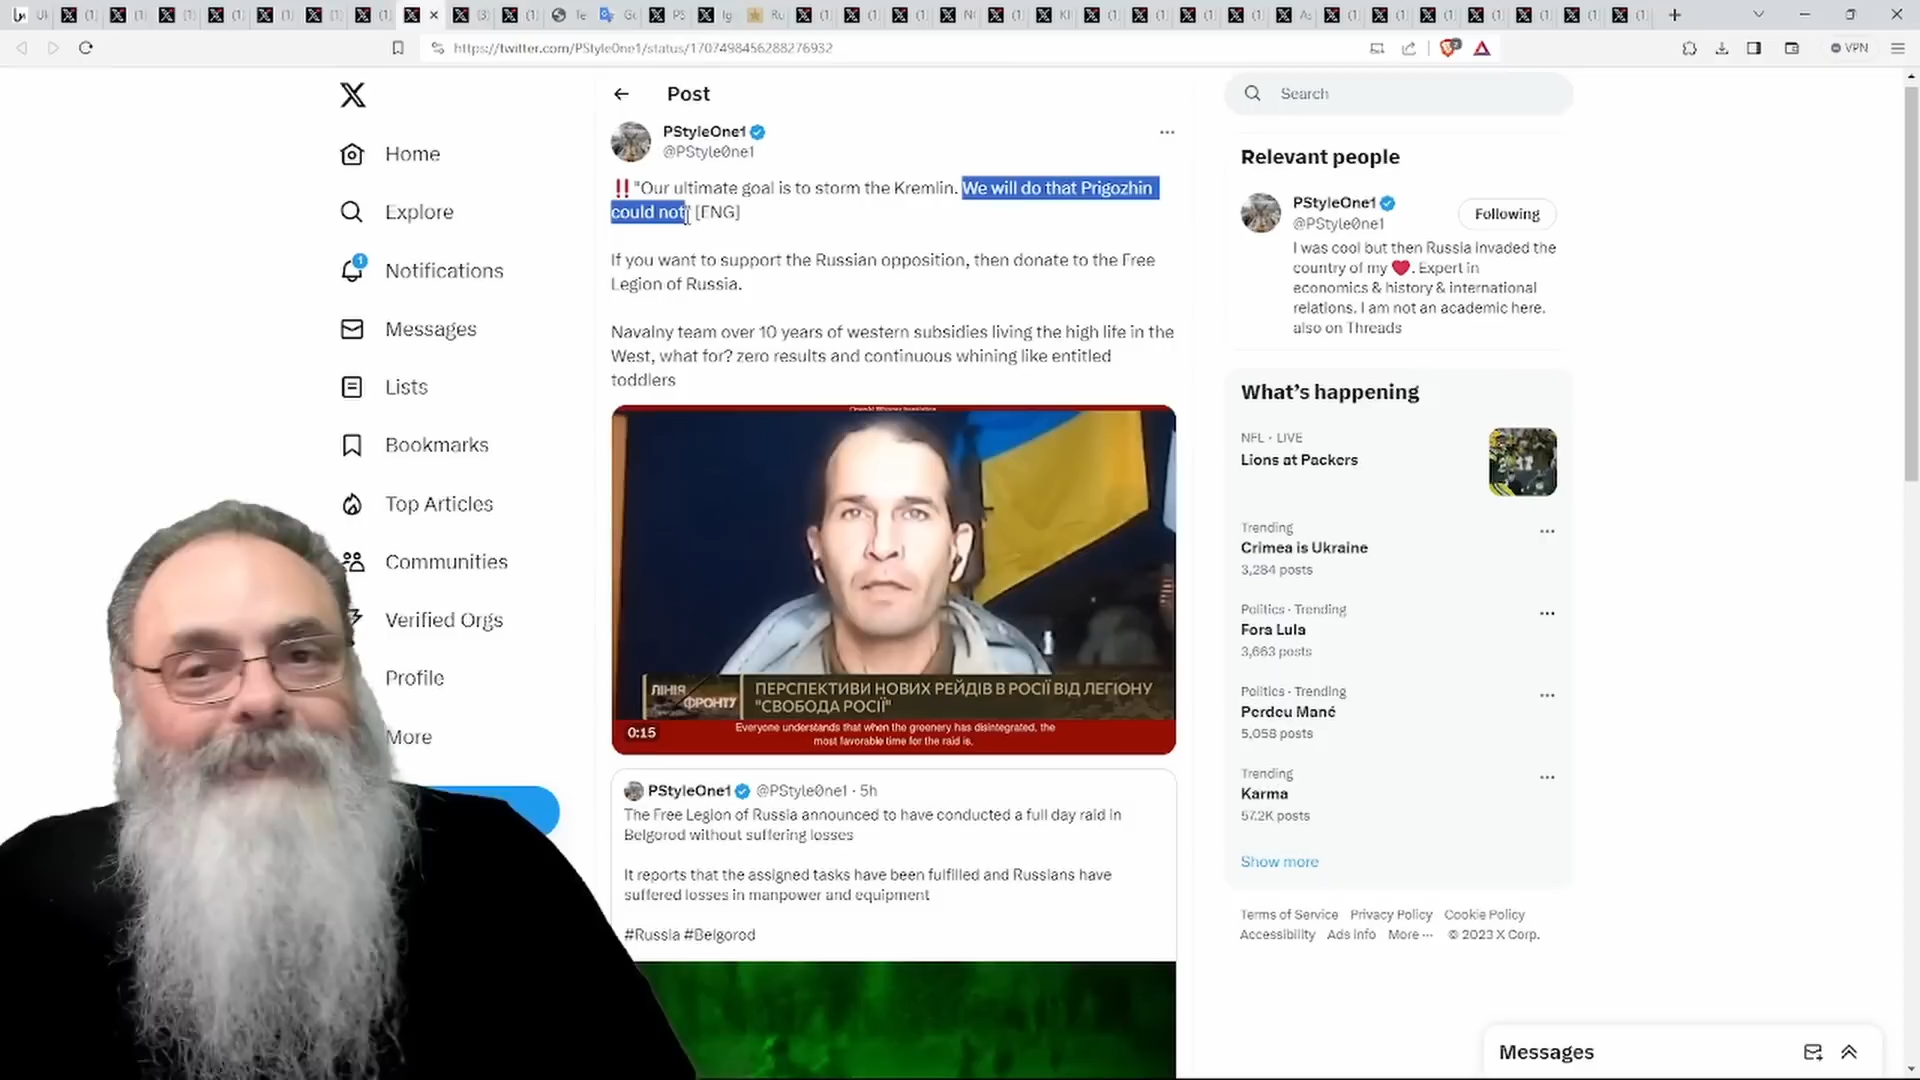 https://twitter.com/PStyle0ne1/status/1707498456288276932
VPN
Home
Explore
1
Notifications
Messages
Lists
Bookmarks
Top Articles
Communities
Verified Orgs
Profile
More
Post
PStyleOne1
@PStyle0ne1
‼"Our ultimate goal is to storm the Kremlin. We will do that Prigozhin
could not" [ENG]
If you want to support the Russian opposition, then donate to the Free
Legion of Russia.
Navalny team over 10 years of western subsidies living the high life in the
West, what for? zero results and continuous whining like entitled
toddlers
ЛІНІЯ
ФРОНТУ
ПЕРСПЕКТИВИ НОВИХ РЕЙДІВ В РОСІЇ ВІД ЛЕГІОНУ
"СВОБОДА РОСІЇ"
0:15
Everyone understands that when the greenery has disintegrated, the
most favorable time for the raid is.
PStyleOne1 @PStyle0ne1 · 5h
The Free Legion of Russia announced to have conducted a full day raid in
Belgorod without suffering losses
It reports that the assigned tasks have been fulfilled and Russians have
suffered losses in manpower and equipment
#Russia #Belgorod
Search
Relevant people
PStyleOne1
@PStyle0ne1
Following
I was cool but then Russia invaded the
country of my ❤. Expert in
economics & history & international
relations. I am not an academic here.
also on Threads
What's happening
NFL · LIVE
Lions at Packers
Trending
Crimea is Ukraine
3,284 posts
Politics · Trending
Fora Lula
3,663 posts
Politics · Trending
Perdeu Mané
5,058 posts
Trending
Karma
57.2K posts
Show more
Terms of Service Privacy Policy Cookie Policy
Accessibility Ads info More ··· © 2023 X Corp.
Messages